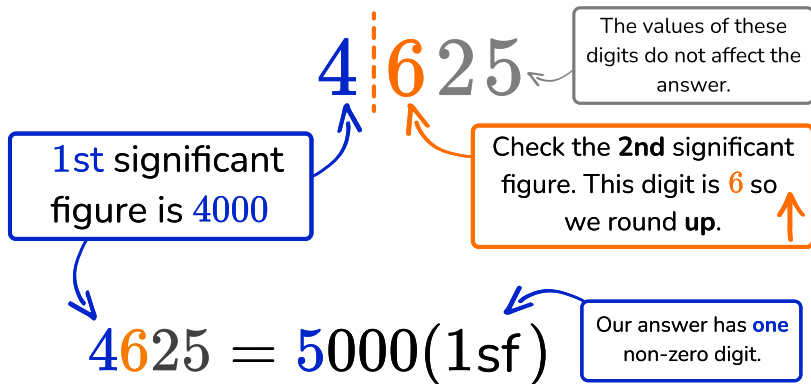 4 6 2 5
The values of these
digits do not affect the
answer.
1st significant
figure is 4000
Check the 2nd significant
figure. This digit is 6 so
we round up.
4625 = 5000(1sf)
Our answer has one
non-zero digit.